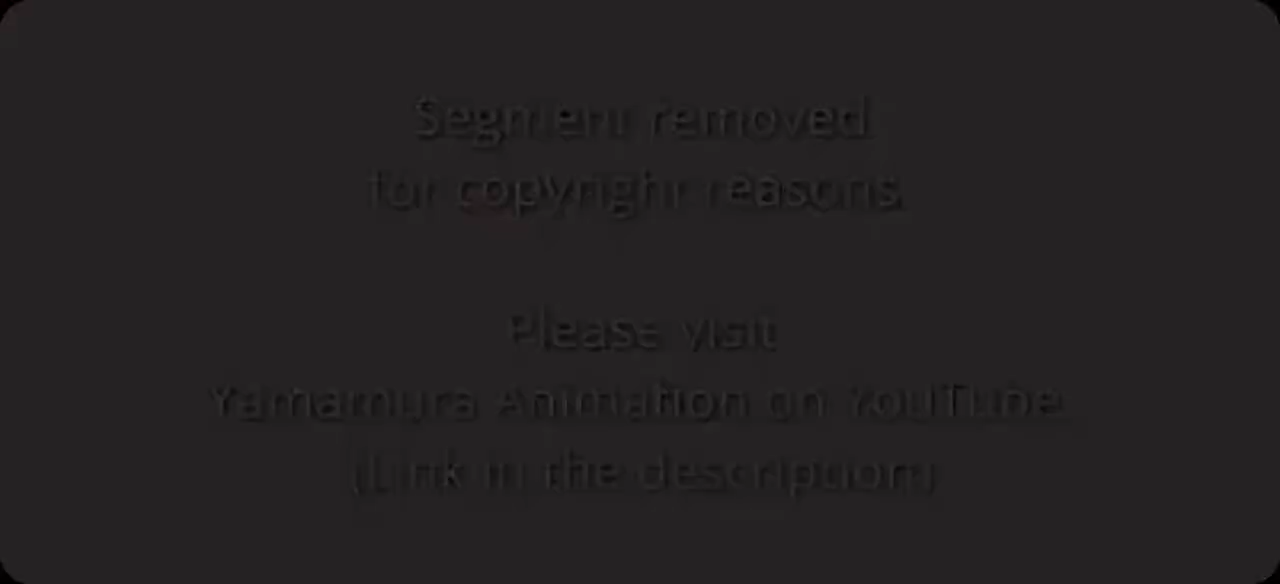 Segment removed
for copyright reasons
Please visit
Yamamura Animation on YouTube
(Link in the description)